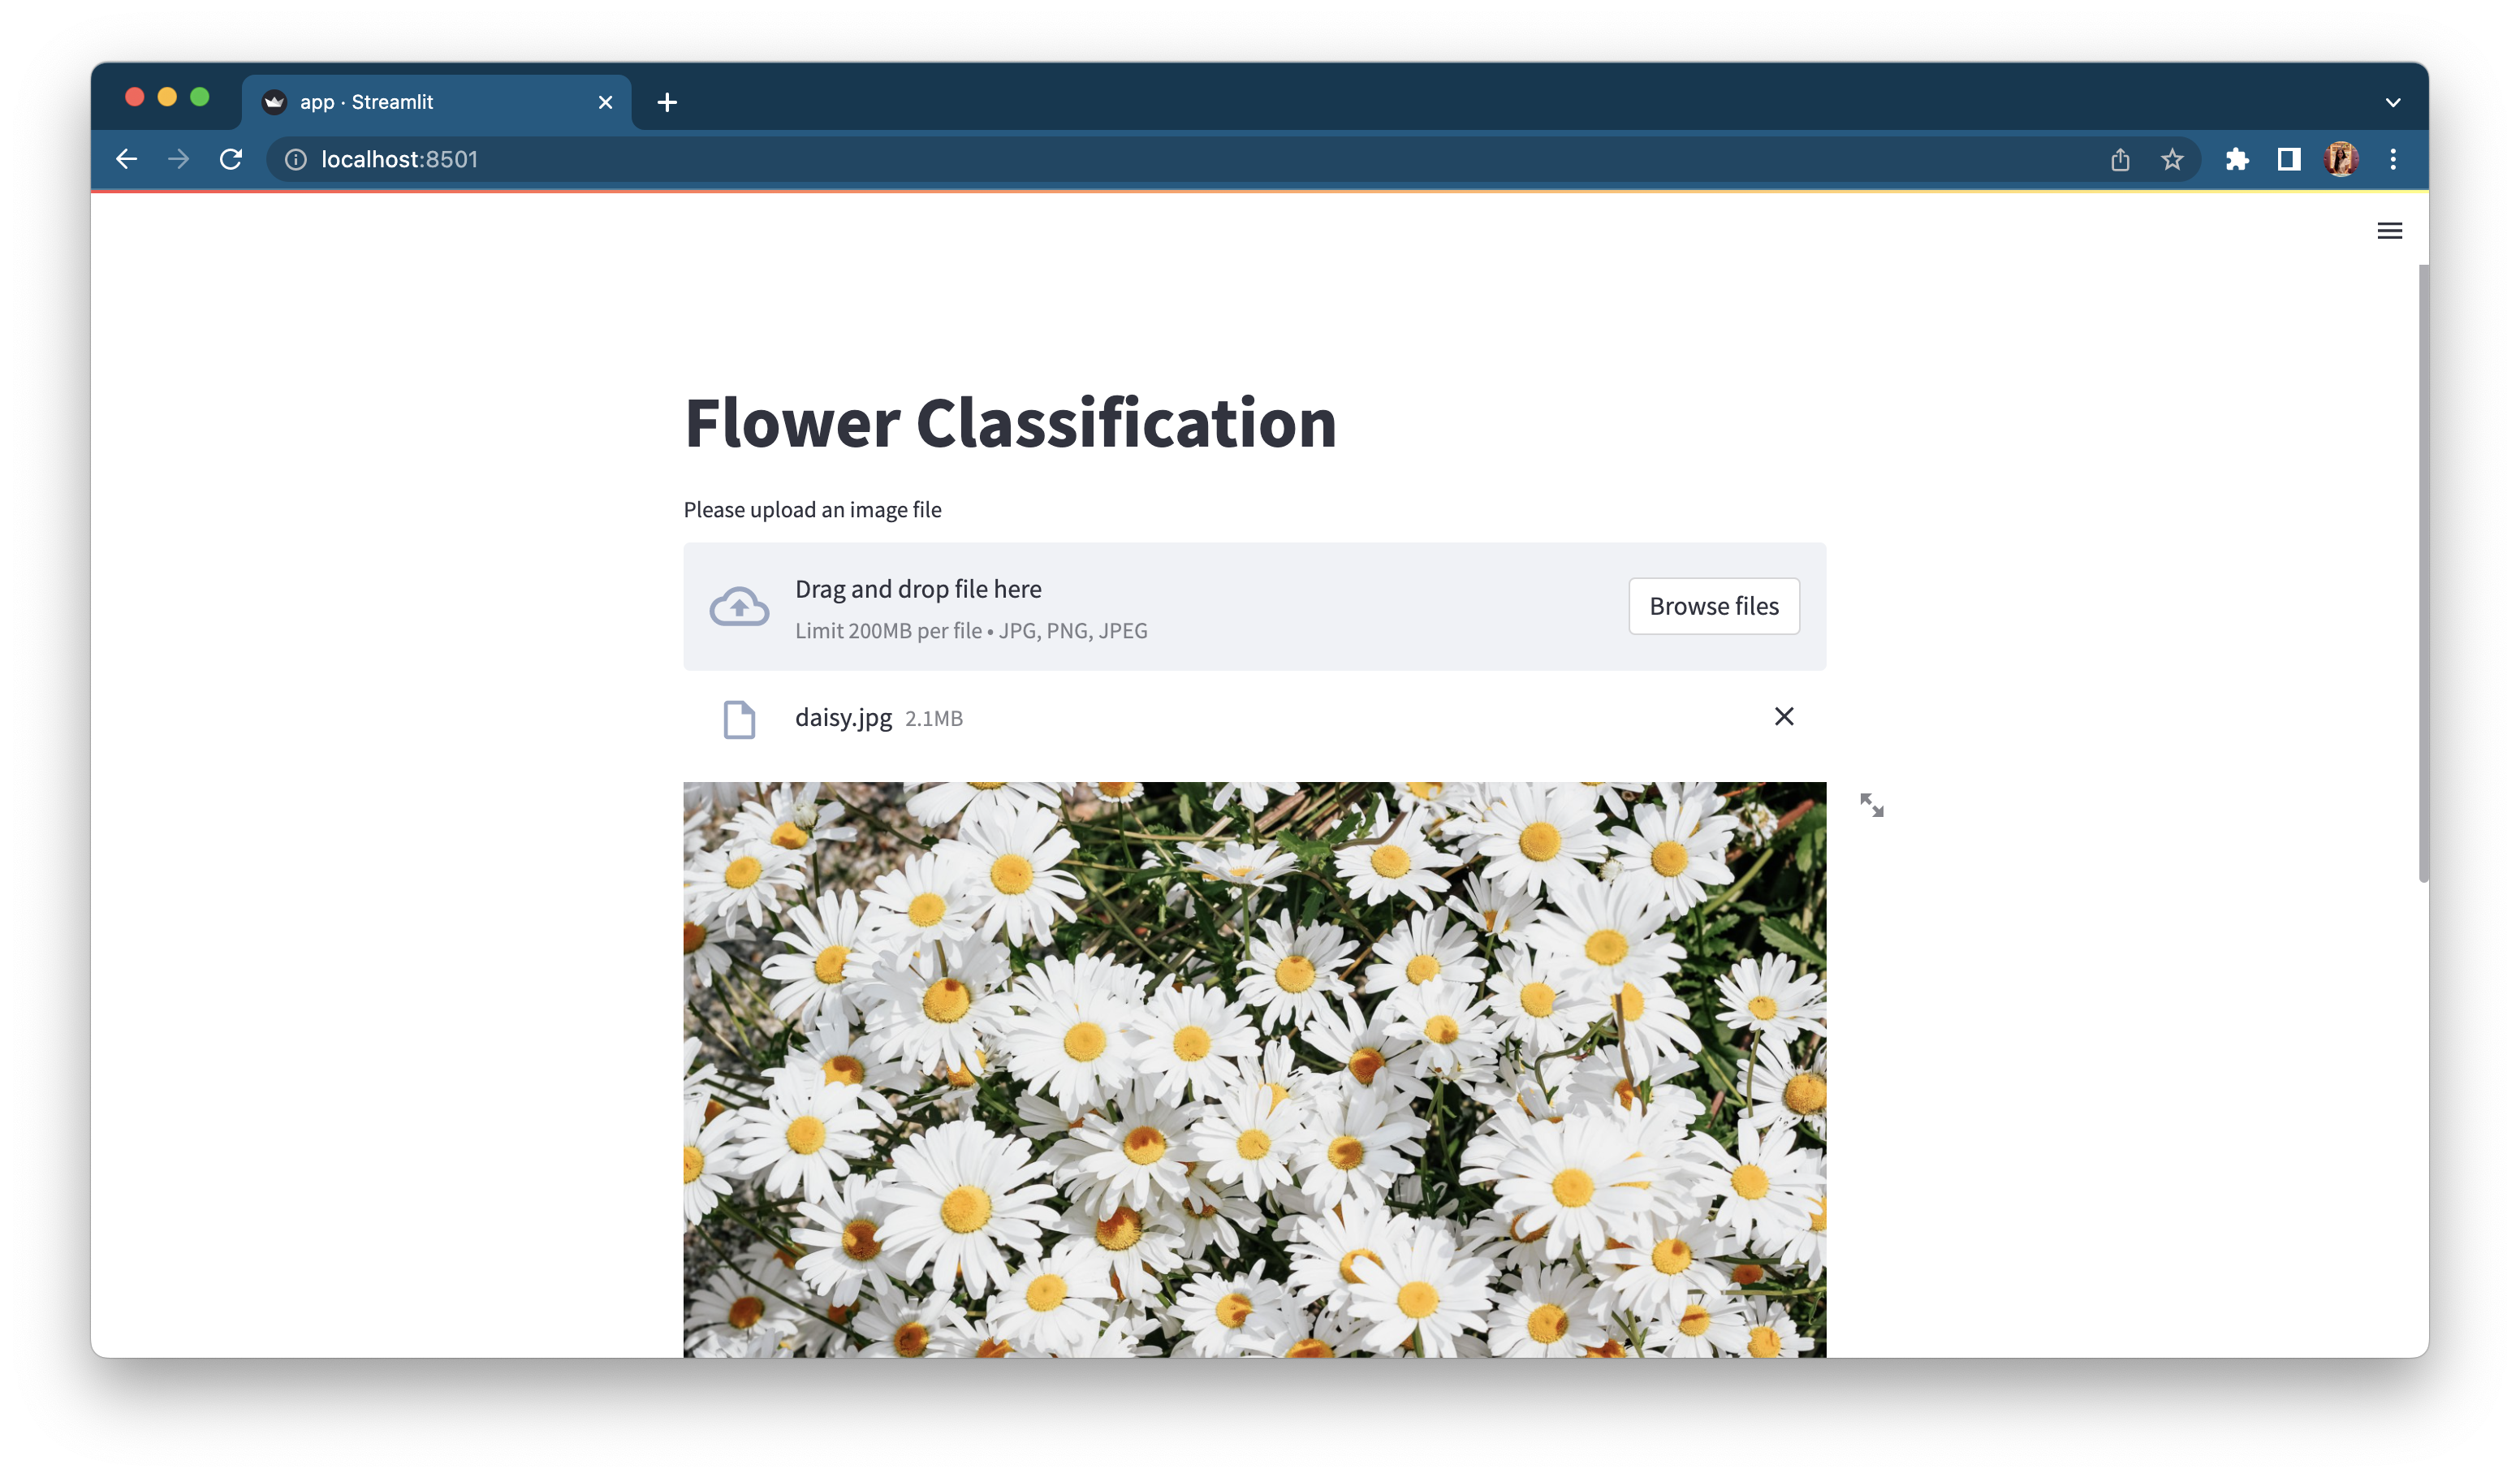 app · Streamlit
localhost:8501
Flower Classification
Please upload an image file
Drag and drop file here
Limit 200MB per file • JPG, PNG, JPEG
Browse files
daisy.jpg 2.1MB